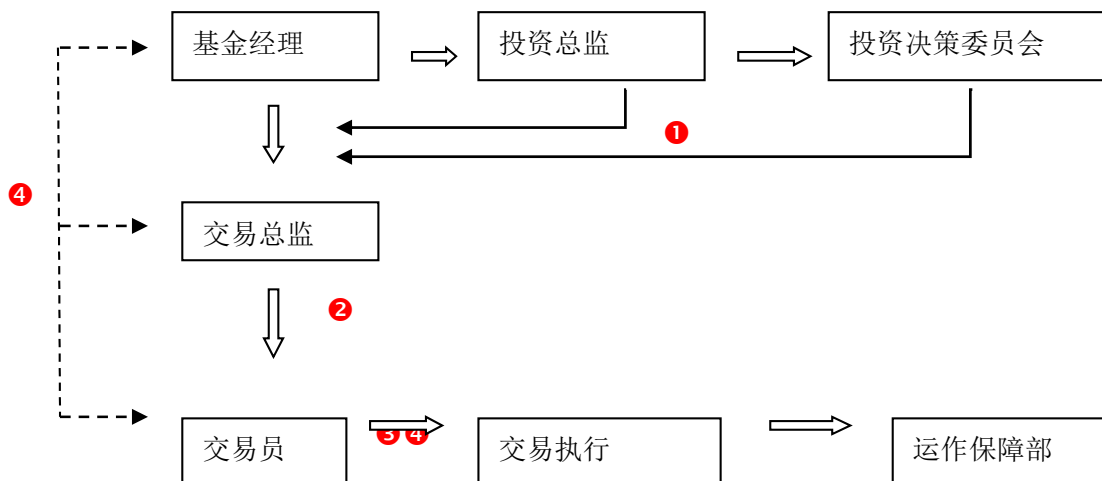 基金经理
投资总监
投资决策委员会
❶
❹
交易总监
❷
交易员
❸❹
交易执行
运作保障部